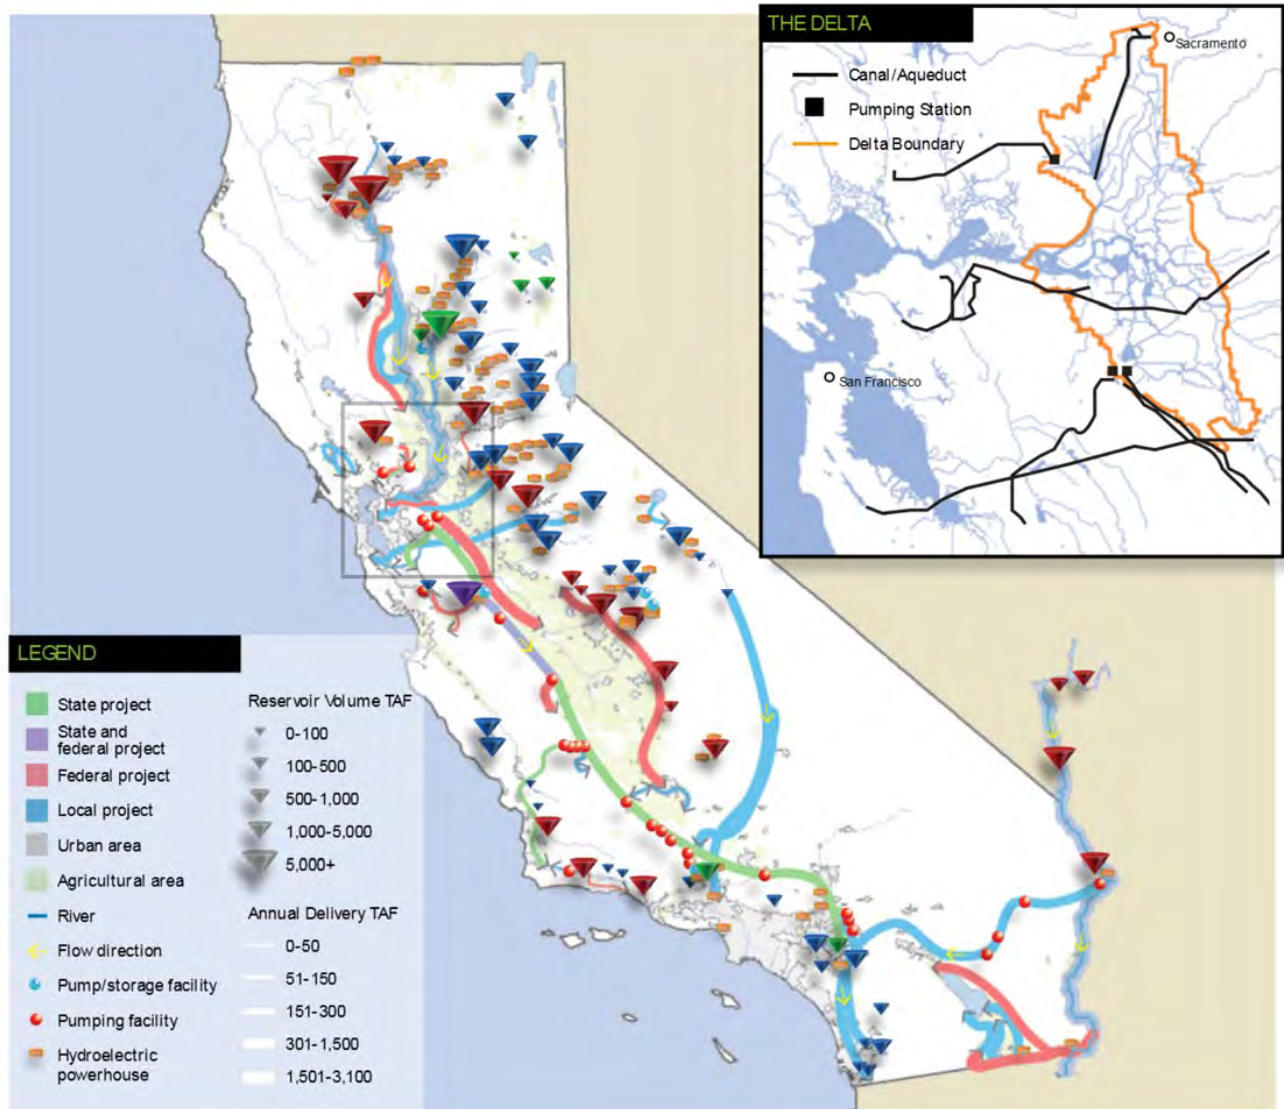 THE DELTA
Canal/Aqueduct
Pumping Station
Delta Boundary
Sacramento
San Francisco
LEGEND
State project
State and
federal project
Federal project
Local project
Urban area
Agricultural area
River
Flow direction
Pump/storage facility
Pumping facility
Hydroelectric
powerhouse
Reservoir Volume TAF
0-100
100-500
500-1,000
1,000-5,000
5,000+
Annual Delivery TAF
0-50
51-150
151-300
301-1,500
1,501-3,100